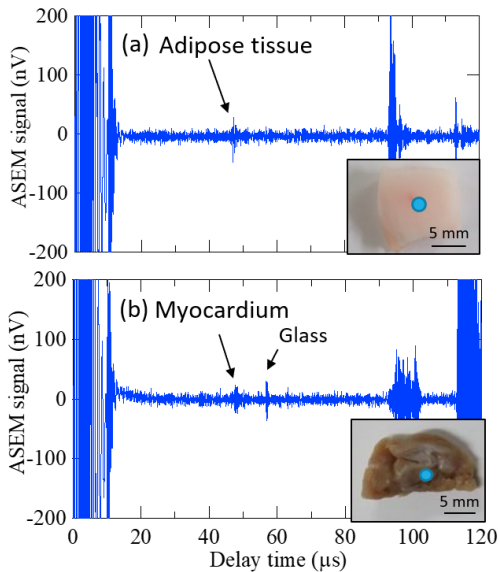 200
(a) Adipose tissue
100
0
-100
-200
ASEM signal (nV)
5 mm
200
(b) Myocardium
Glass
100
0
-100
-200
ASEM signal (nV)
5 mm
0 20 40 60 80 100 120
Delay time (µs)